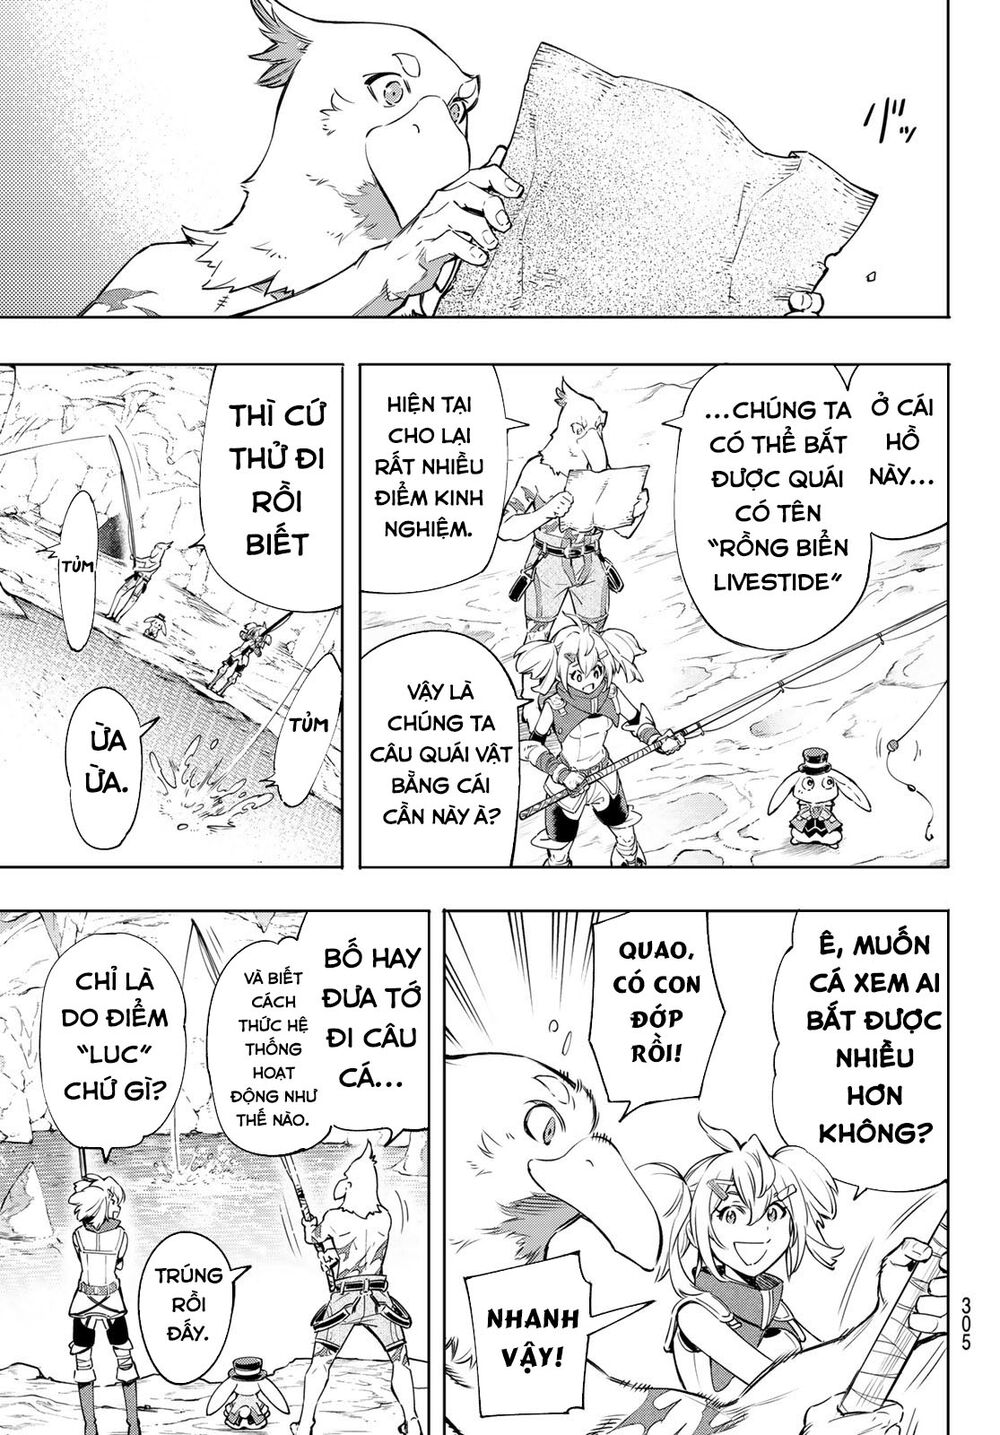 バッ
Ở CÁI
HỒ
NÀY...
...CHÚNG TA
CÓ THỂ BẮT
ĐƯỢC QUÁI
CÓ TÊN
“RỒNG BIỂN
LIVESTIDE”
HIỆN TẠI
CHO LẠI
RẤT NHIỀU
ĐIỂM KINH
NGHIỆM.
VẬY LÀ
CHÚNG TA
CÂU QUÁI VẬT
BẰNG CÁI
CẦN NÀY À?
THÌ CỨ
THỬ ĐI
RỒI
BIẾT
TỦM
TỦM
ỪA
ỪA.
Ê, MUỐN
CÁ XEM AI
BẮT ĐƯỢC
NHIỀU
HƠN
KHÔNG?
QUAO,
CÓ CON
ĐỚP
RỒI!
NHANH
VẬY!
BỐ HAY
ĐƯA TỚ
ĐI CÂU
CÁ...
VÀ BIẾT
CÁCH
THỨC HỆ
THỐNG
HOẠT
ĐỘNG NHƯ
THẾ NÀO.
CHỈ LÀ
DO ĐIỂM
“LUC”
CHỨ GÌ?
TRÚNG
RỒI
ĐẤY.
305